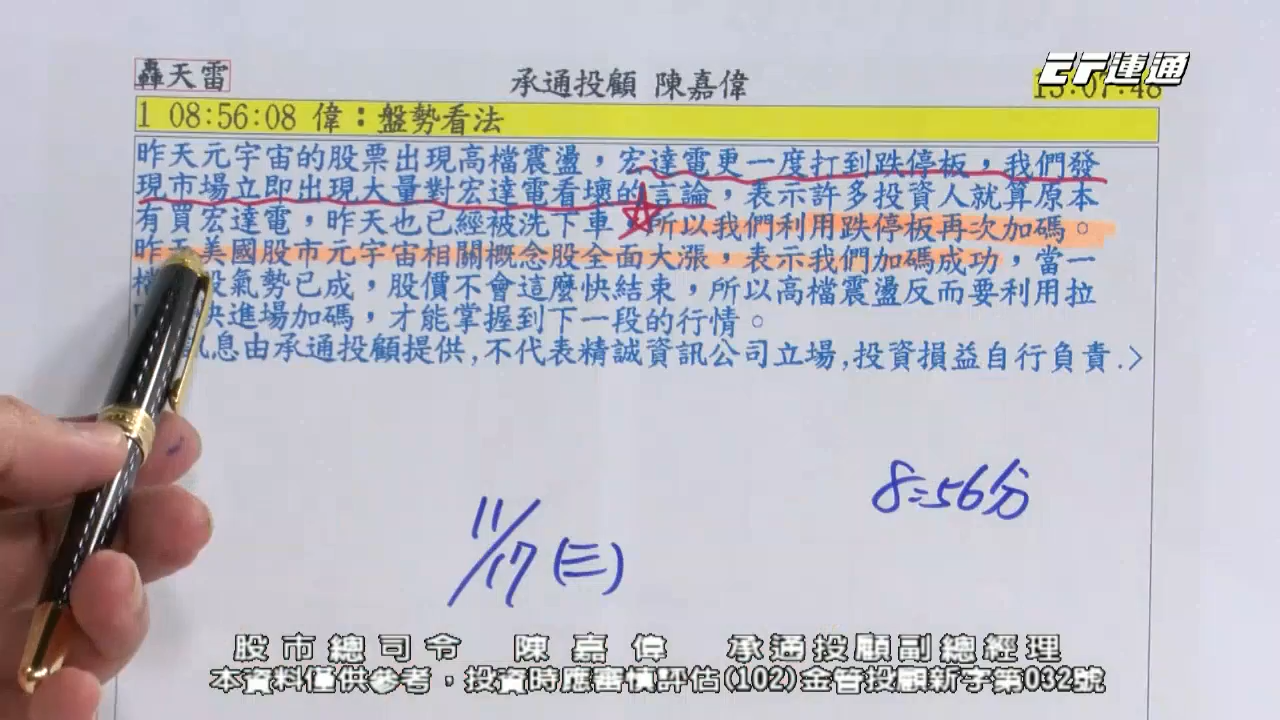 轟天雷
承通投顧 陳嘉偉
EF運通
13:07:48
1 08:56:08 偉：盤勢看法
昨天元宇宙的股票出現高檔震盪，宏達電更一度打到跌停板，我們發
現市場立即出現大量對宏達電看壞的言論，表示許多投資人就算原本
有買宏達電，昨天也已經被洗下車，所以我們利用跌停板再次加碼。
昨天美國股市元宇宙相關概念股全面大漲，表示我們加碼成功，當一
股氣勢已成，股價不會這麼快結束，所以高檔震盪反而要利用拉
快進場加碼，才能掌握到下一段的行情。
訊息由承通投顧提供,不代表精誠資訊公司立場,投資損益自行負責.>
8:56分
11/17(三)
股市總司令 陳嘉偉 承通投顧副總經理
本資料僅供參考，投資時應審慎評估(102)金管投顧新字第032號